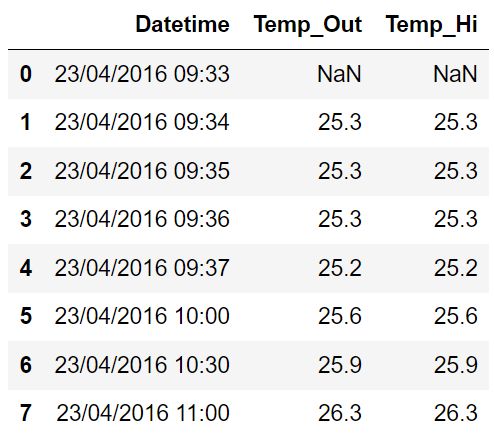 Datetime Temp_Out Temp_Hi
0 23/04/2016 09:33 NaN NaN
1 23/04/2016 09:34 25.3 25.3
2 23/04/2016 09:35 25.3 25.3
3 23/04/2016 09:36 25.3 25.3
4 23/04/2016 09:37 25.2 25.2
5 23/04/2016 10:00 25.6 25.6
6 23/04/2016 10:30 25.9 25.9
7 23/04/2016 11:00 26.3 26.3